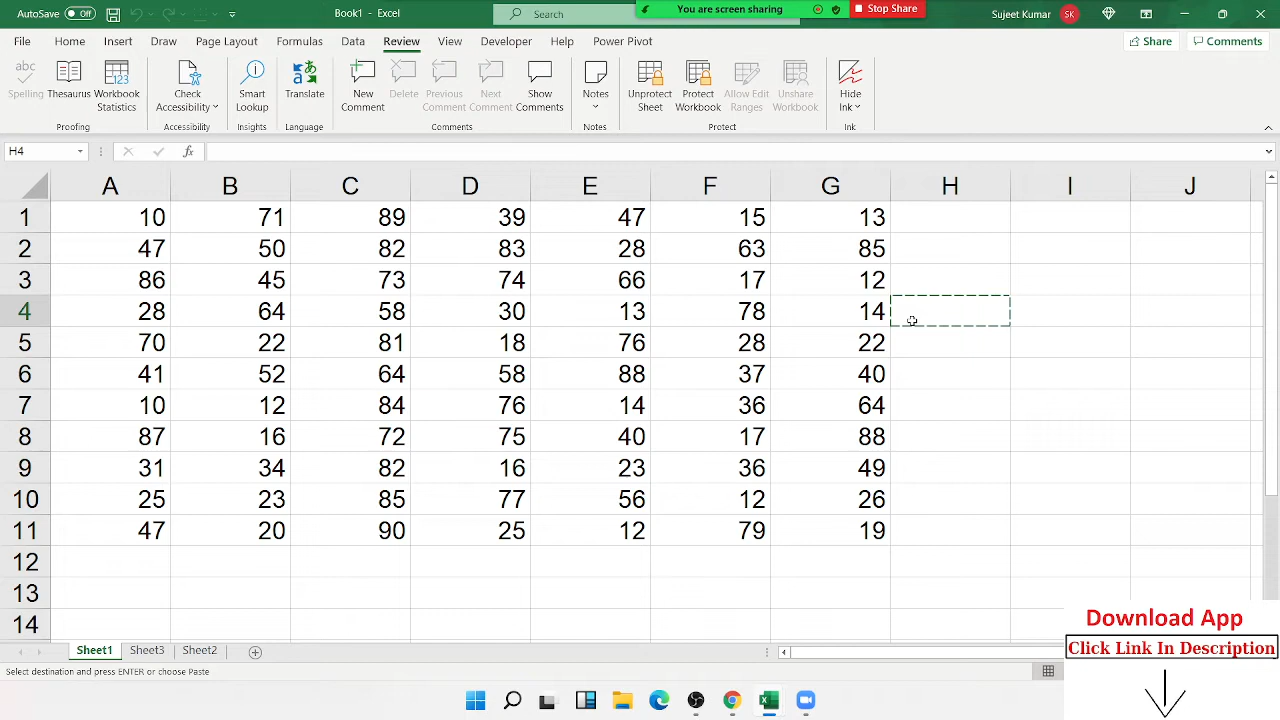 AutoSave Off Book1 - Excel Search You are screen sharing Stop Share Sujeet Kumar SK
File Home Insert Draw Page Layout Formulas Data Review View Developer Help Power Pivot Share Comments
abc Spelling Thesaurus 123 Workbook Statistics Check Accessibility Smart Lookup Translate New Comment Delete Previous Comment Next Comment Show Comments Notes Unprotect Sheet Protect Workbook Allow Edit Ranges Unshare Workbook Hide Ink
Proofing Accessibility Insights Language Comments Notes Protect Ink
H4 fx
A B C D E F G H I J
1 10 71 89 39 47 15 13
2 47 50 82 83 28 63 85
3 86 45 73 74 66 17 12
4 28 64 58 30 13 78 14
5 70 22 81 18 76 28 22
6 41 52 64 58 88 37 40
7 10 12 84 76 14 36 64
8 87 16 72 75 40 17 88
9 31 34 82 16 23 36 49
10 25 23 85 77 56 12 26
11 47 20 90 25 12 79 19
12
13
14
Download App
Click Link In Description
Sheet1 Sheet3 Sheet2
Select destination and press ENTER or choose Paste